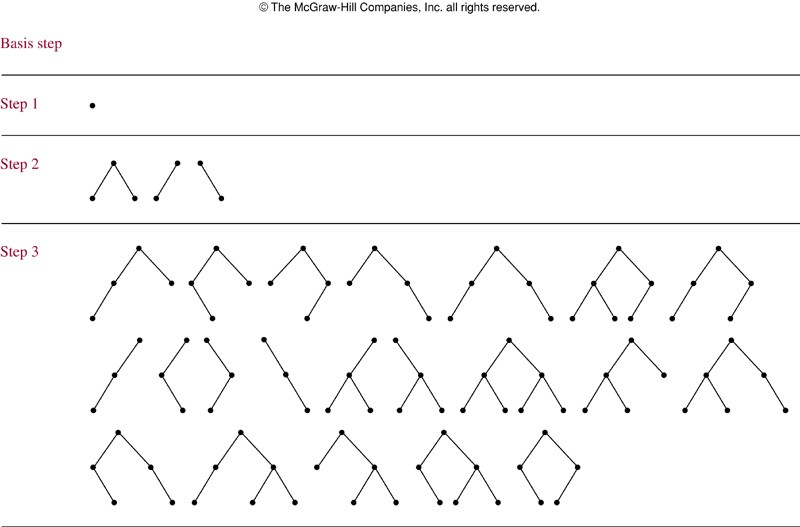 © The McGraw-Hill Companies, Inc. all rights reserved.
Basis step
Step 1
Step 2
Step 3